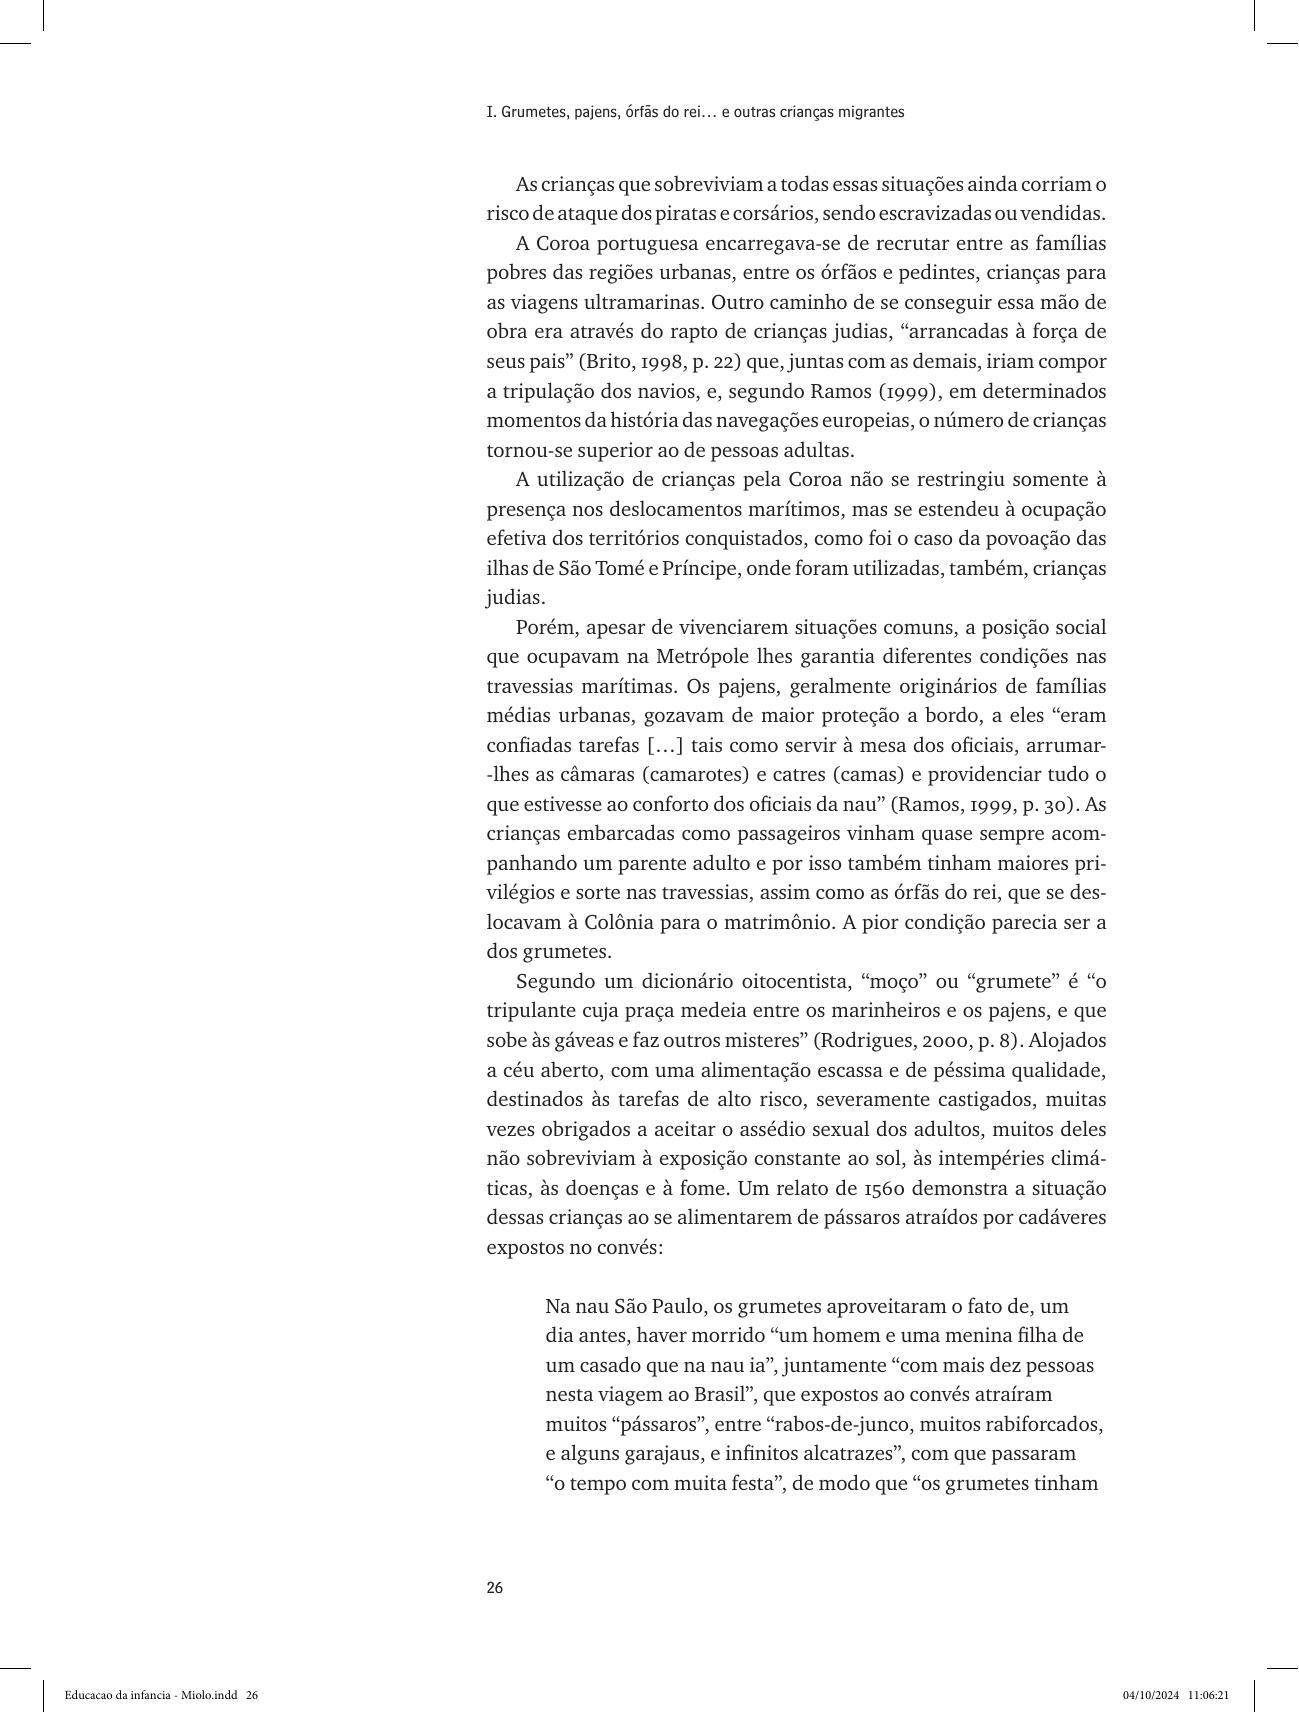 I. Grumetes, pajens, órfãs do rei… e outras crianças migrantes
As crianças que sobreviviam a todas essas situações ainda corriam o
risco de ataque dos piratas e corsários, sendo escravizadas ou vendidas.
A Coroa portuguesa encarregava-se de recrutar entre as famílias
pobres das regiões urbanas, entre os órfãos e pedintes, crianças para
as viagens ultramarinas. Outro caminho de se conseguir essa mão de
obra era através do rapto de crianças judias, “arrancadas à força de
seus pais” (Brito, 1998, p. 22) que, juntas com as demais, iriam compor
a tripulação dos navios, e, segundo Ramos (1999), em determinados
momentos da história das navegações europeias, o número de crianças
tornou-se superior ao de pessoas adultas.
A utilização de crianças pela Coroa não se restringiu somente à
presença nos deslocamentos marítimos, mas se estendeu à ocupação
efetiva dos territórios conquistados, como foi o caso da povoação das
ilhas de São Tomé e Príncipe, onde foram utilizadas, também, crianças
judias.
Porém, apesar de vivenciarem situações comuns, a posição social
que ocupavam na Metrópole lhes garantia diferentes condições nas
travessias marítimas. Os pajens, geralmente originários de famílias
médias urbanas, gozavam de maior proteção a bordo, a eles “eram
confiadas tarefas […] tais como servir à mesa dos oficiais, arrumar-
-lhes as câmaras (camarotes) e catres (camas) e providenciar tudo o
que estivesse ao conforto dos oficiais da nau” (Ramos, 1999, p. 30). As
crianças embarcadas como passageiros vinham quase sempre acom-
panhando um parente adulto e por isso também tinham maiores pri-
vilégios e sorte nas travessias, assim como as órfãs do rei, que se des-
locavam à Colônia para o matrimônio. A pior condição parecia ser a
dos grumetes.
Segundo um dicionário oitocentista, “moço” ou “grumete” é “o
tripulante cuja praça medeia entre os marinheiros e os pajens, e que
sobe às gáveas e faz outros misteres” (Rodrigues, 2000, p. 8). Alojados
a céu aberto, com uma alimentação escassa e de péssima qualidade,
destinados às tarefas de alto risco, severamente castigados, muitas
vezes obrigados a aceitar o assédio sexual dos adultos, muitos deles
não sobreviviam à exposição constante ao sol, às intempéries climá-
ticas, às doenças e à fome. Um relato de 1560 demonstra a situação
dessas crianças ao se alimentarem de pássaros atraídos por cadáveres
expostos no convés:
Na nau São Paulo, os grumetes aproveitaram o fato de, um
dia antes, haver morrido “um homem e uma menina filha de
um casado que na nau ia”, juntamente “com mais dez pessoas
nesta viagem ao Brasil”, que expostos ao convés atraíram
muitos “pássaros”, entre “rabos-de-junco, muitos rabiforcados,
e alguns garajaus, e infinitos alcatrazes”, com que passaram
“o tempo com muita festa”, de modo que “os grumetes tinham
26
Educacao da infancia - Miolo.indd   26
04/10/2024   11:06:21